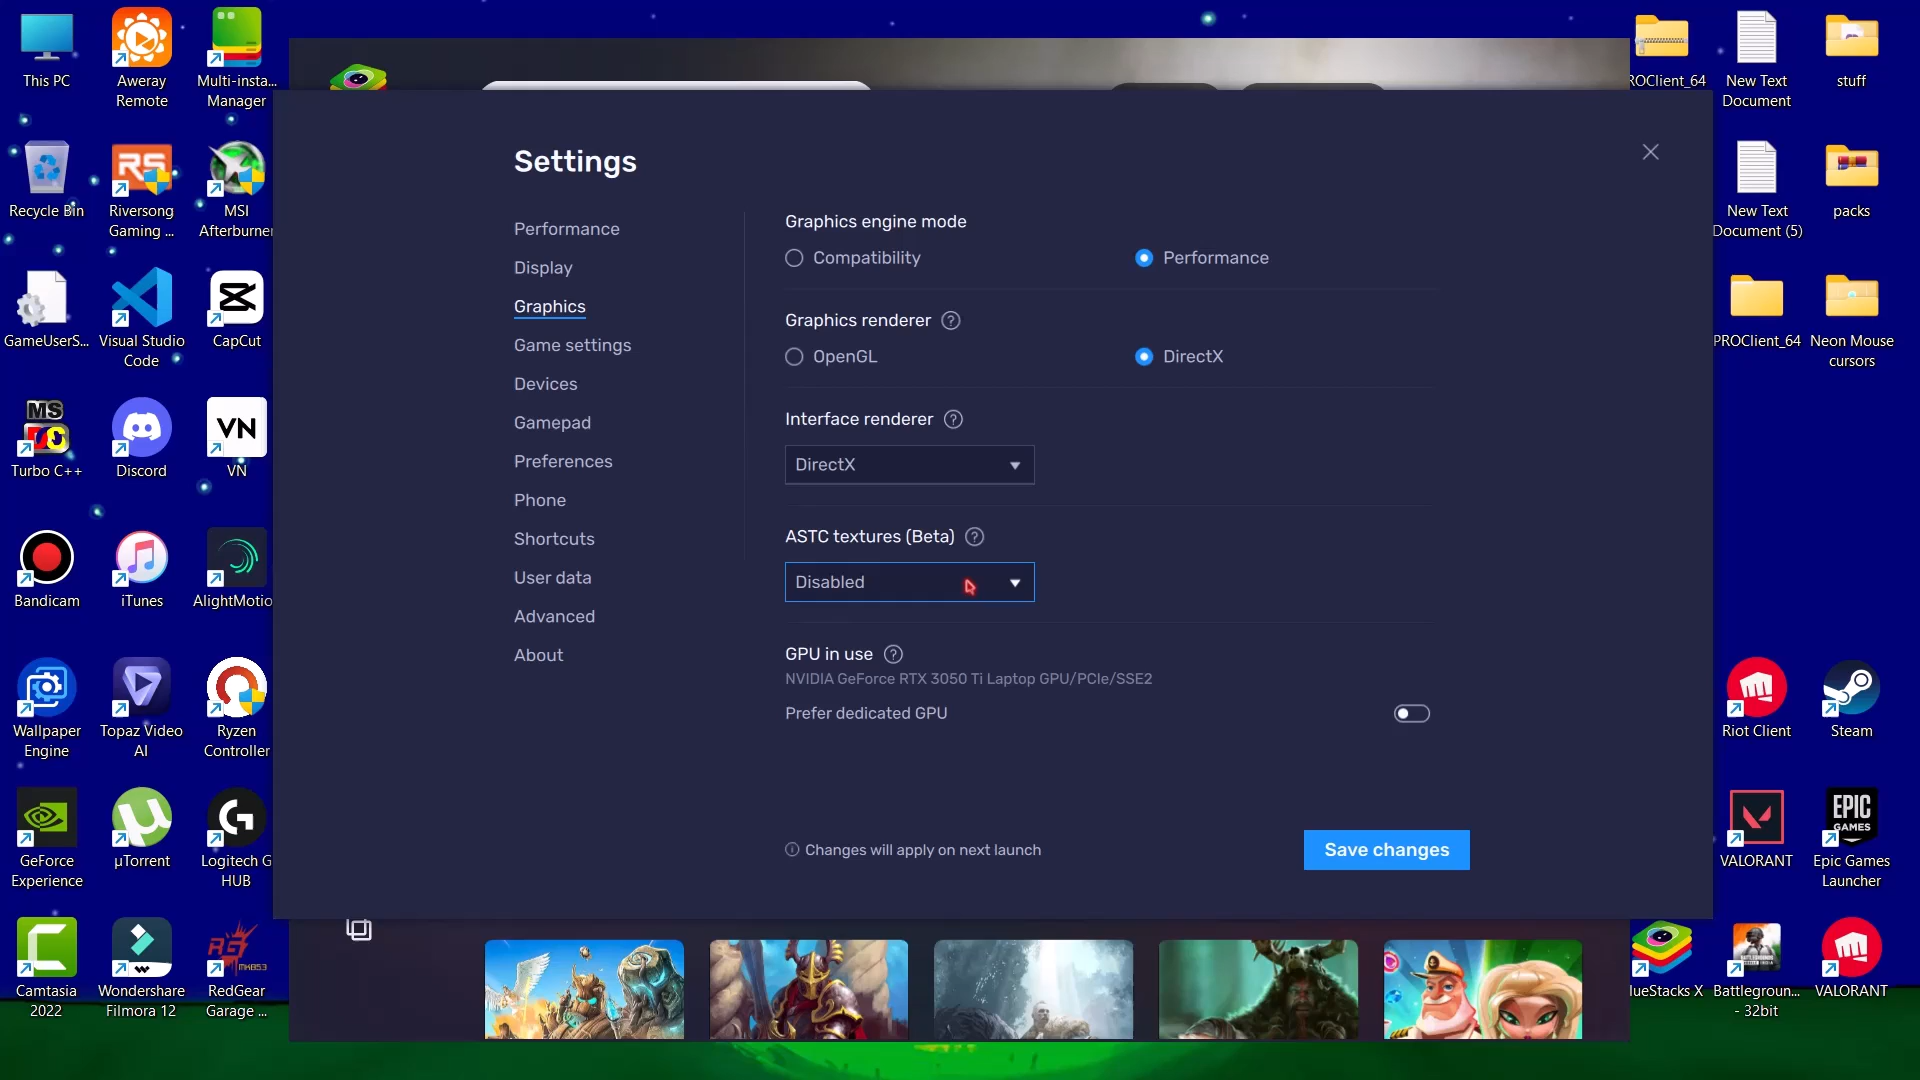 This PC
Aweray
Remote
Multi-insta...
Manager
Recycle Bin
RS
Riversong
Gaming ...
MSI
Afterburner
GameUserS...
Visual Studio
Code
CapCut
MS
Turbo C++
Discord
VN
VN
Bandicam
iTunes
AlightMotio
Wallpaper
Engine
Topaz Video
AI
Ryzen
Controller
GeForce
Experience
µTorrent
Logitech G
HUB
Camtasia
2022
Wondershare
Filmora 12
RedGear
Garage ...
Settings
Performance
Display
Graphics
Game settings
Devices
Gamepad
Preferences
Phone
Shortcuts
User data
Advanced
About
Graphics engine mode
Compatibility
Performance
Graphics renderer ?
OpenGL
DirectX
Interface renderer ?
DirectX
ASTC textures (Beta) ?
Disabled
GPU in use ?
NVIDIA GeForce RTX 3050 Ti Laptop GPU/PCIe/SSE2
Prefer dedicated GPU
Changes will apply on next launch
Save changes
ROClient_64
New Text
Document
stuff
New Text
Document (5)
packs
PROClient_64
Neon Mouse
cursors
Riot Client
Steam
VALORANT
EPIC
GAMES
Epic Games
Launcher
lueStacks X
Battlegroun...
- 32bit
VALORANT